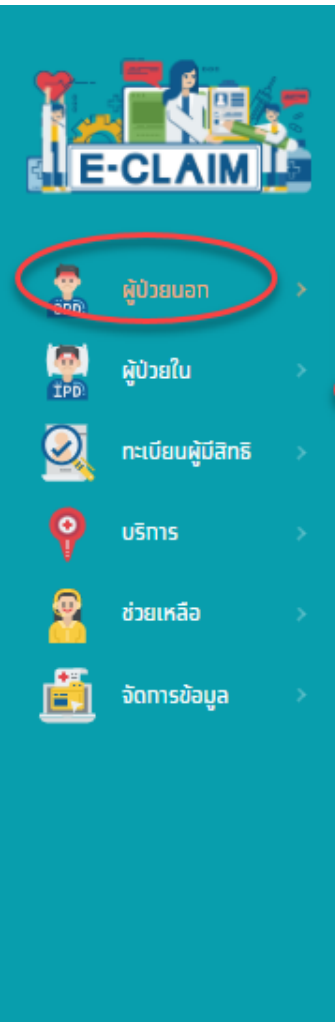 E-CLAIM
ผู้ป่วยนอก
OPD
ผู้ป่วยใน
IPD
ทะเบียนผู้มีสิทธิ
บริการ
ช่วยเหลือ
จัดการข้อมูล